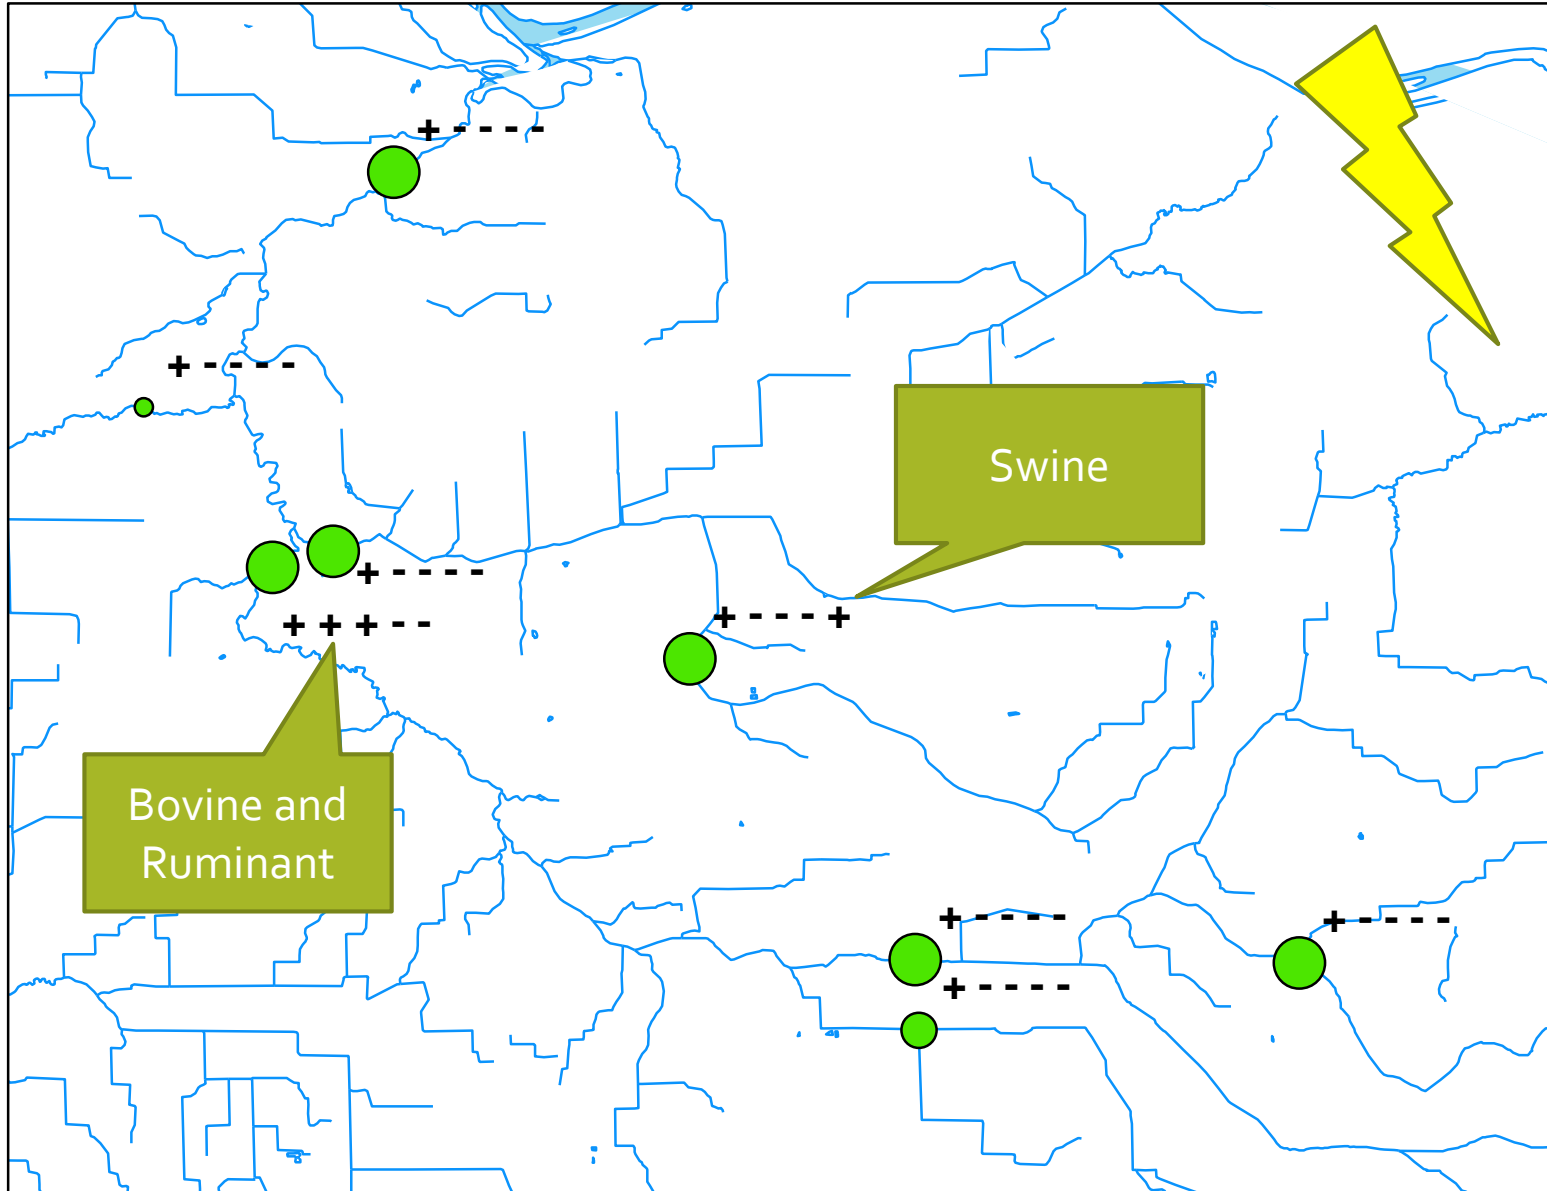 + - - - -
+ - - - -
Swine
+ - - - -
+ + + - -
+ - - - - +
Bovine and
Ruminant
+ - - - -
+ - - - -
+ - - - -